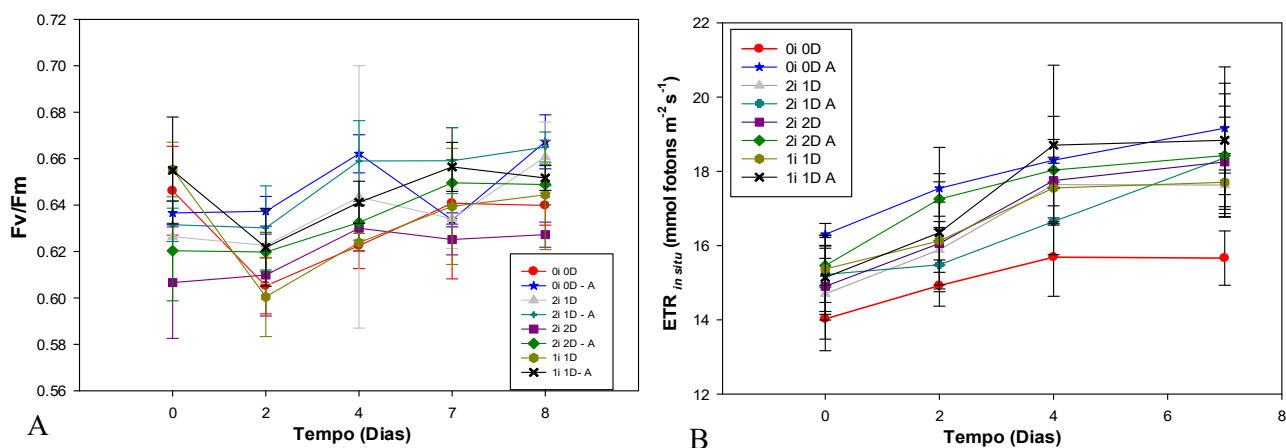 0.72
0.70
0.68
0.66
0.64
0.62
0.60
0.58
0.56
Fv/Fm
0 2 4 7 8
Tempo (Dias)
A
0i 0D
0i 0D - A
2i 1D
2i 1D - A
2i 2D
2i 2D - A
1i 1D
1i 1D- A
22
20
18
16
14
12
ETR in situ (mmol fotons m-2 s-1)
0 2 4 6 8
Tempo (Dias)
B
0i 0D
0i 0D A
2i 1D
2i 1D A
2i 2D
2i 2D A
1i 1D
1i 1D A